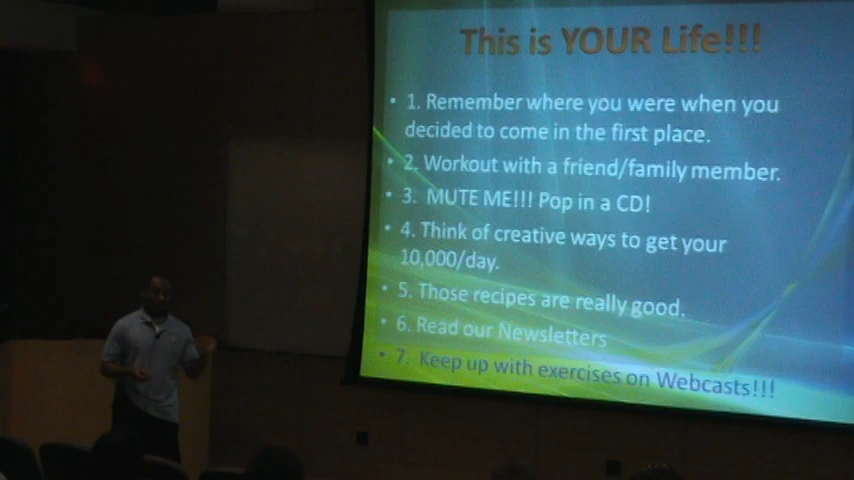 This is YOUR Life!!!
• 1. Remember where you were when you
decided to come in the first place.
• 2. Workout with a friend/family member.
• 3. MUTE ME!!! Pop in a CD!
• 4. Think of creative ways to get your
10,000/day.
• 5. Those recipes are really good.
• 6. Read our Newsletters
• 7. Keep up with exercises on Webcasts!!!